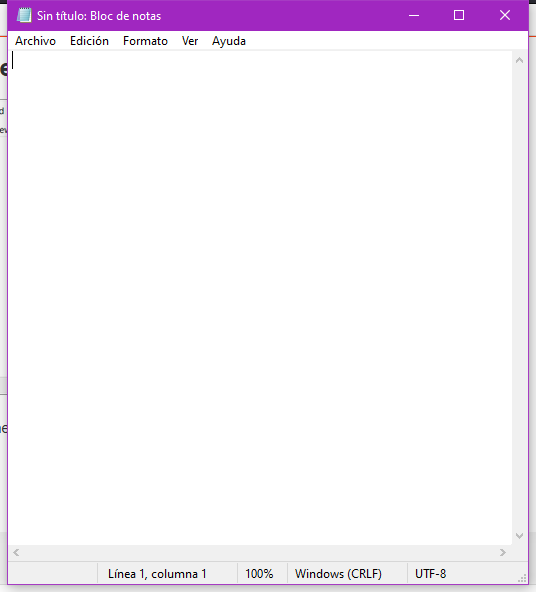 Sin título: Bloc de notas
Archivo Edición Formato Ver Ayuda
Línea 1, columna 1 100% Windows (CRLF) UTF-8